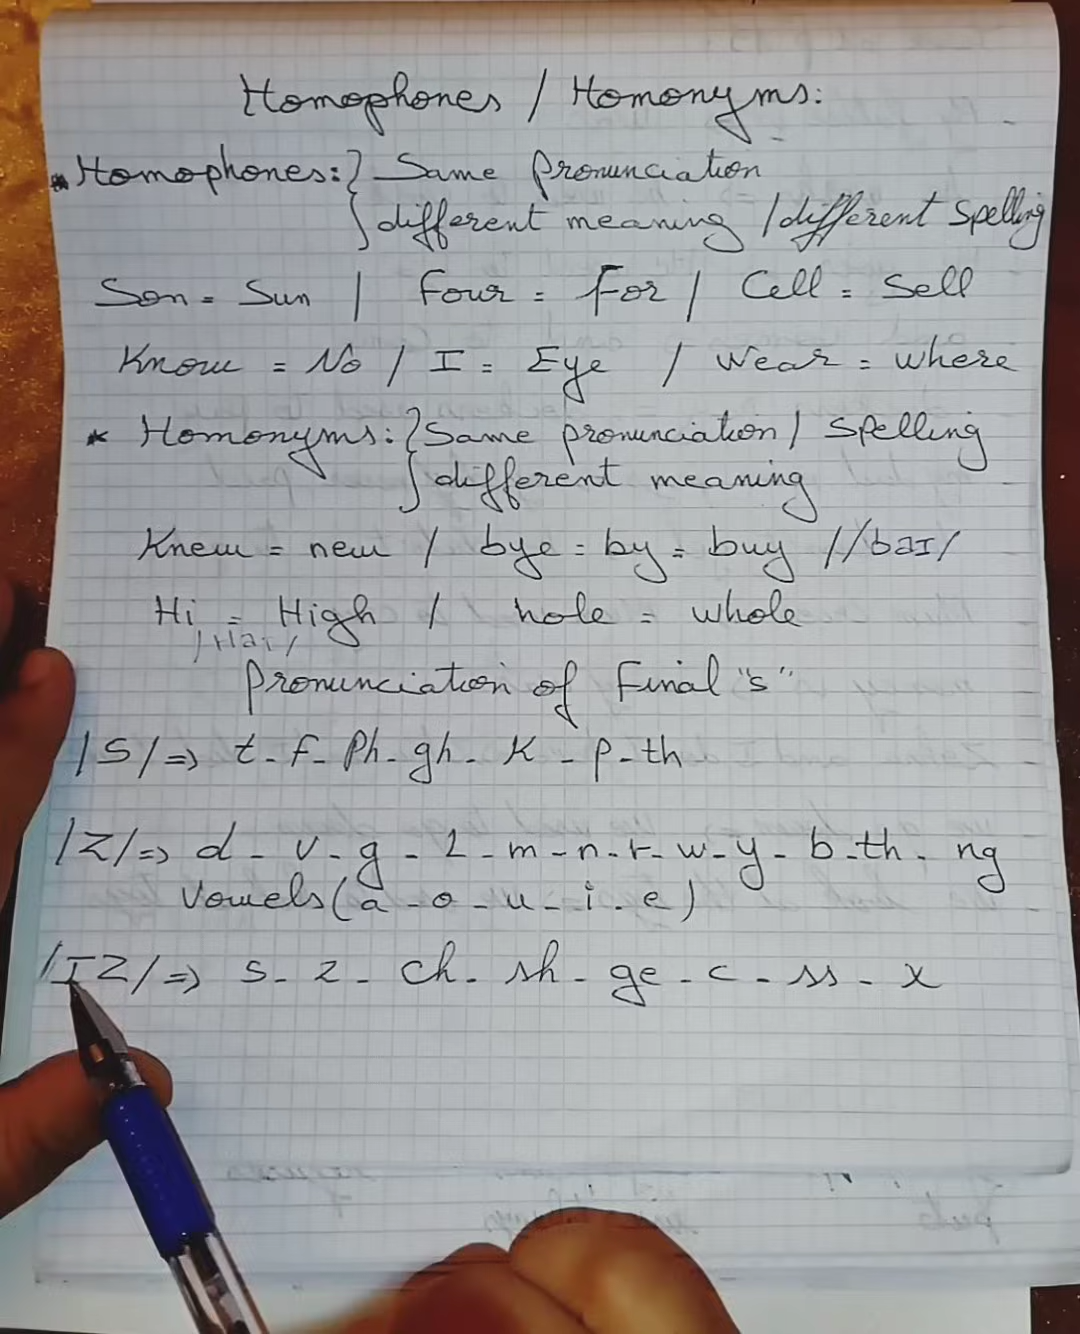 Homophones / Homonyms:
* Homophones: } Same pronunciation
different meaning / different spelling
Son = Sun / Four = For / Cell = Sell
Know = No / I = Eye / Wear = where
* Homonyms: } Same pronunciation / Spelling
different meaning
Knew = new / bye = by = buy //baI/
Hi = High / hole = whole
/Hai/
Pronunciation of Final "s"
/S/ => t - f - Ph - gh - K - p - th
/Z/ => d - v - g - l - m - n - r - w - y - b - th - ng
Vowels (a - o - u - i - e)
/IZ/ => s - z - ch - sh - ge - c - ss - x